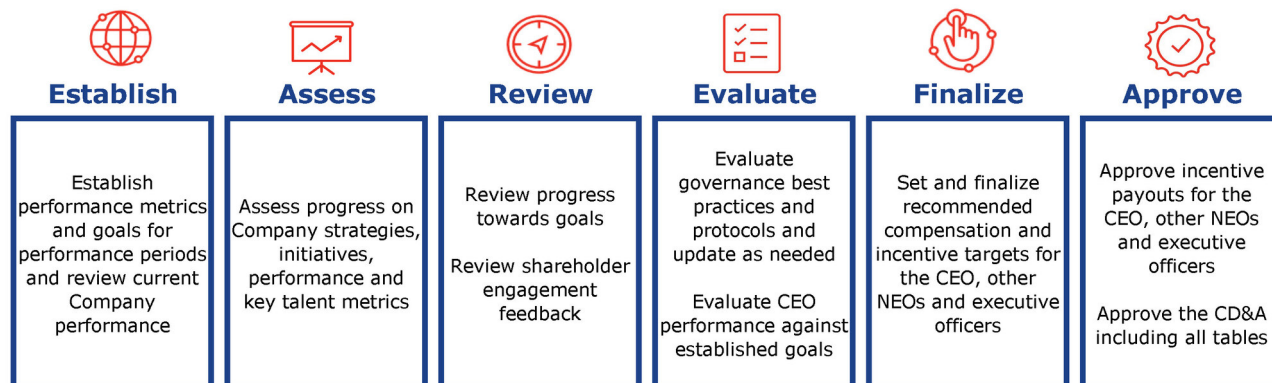 Establish
Assess
Review
Evaluate
Finalize
Approve
Establish
performance metrics
and goals for
performance periods
and review current
Company
performance
Assess progress on
Company strategies,
initiatives,
performance and
key talent metrics
Review progress
towards goals
Review shareholder
engagement
feedback
Evaluate
governance best
practices and
protocols and
update as needed
Evaluate CEO
performance against
established goals
Set and finalize
recommended
compensation and
incentive targets for
the CEO, other
NEOs and executive
officers
Approve incentive
payouts for the
CEO, other NEOs
and executive
officers
Approve the CD&A
including all tables